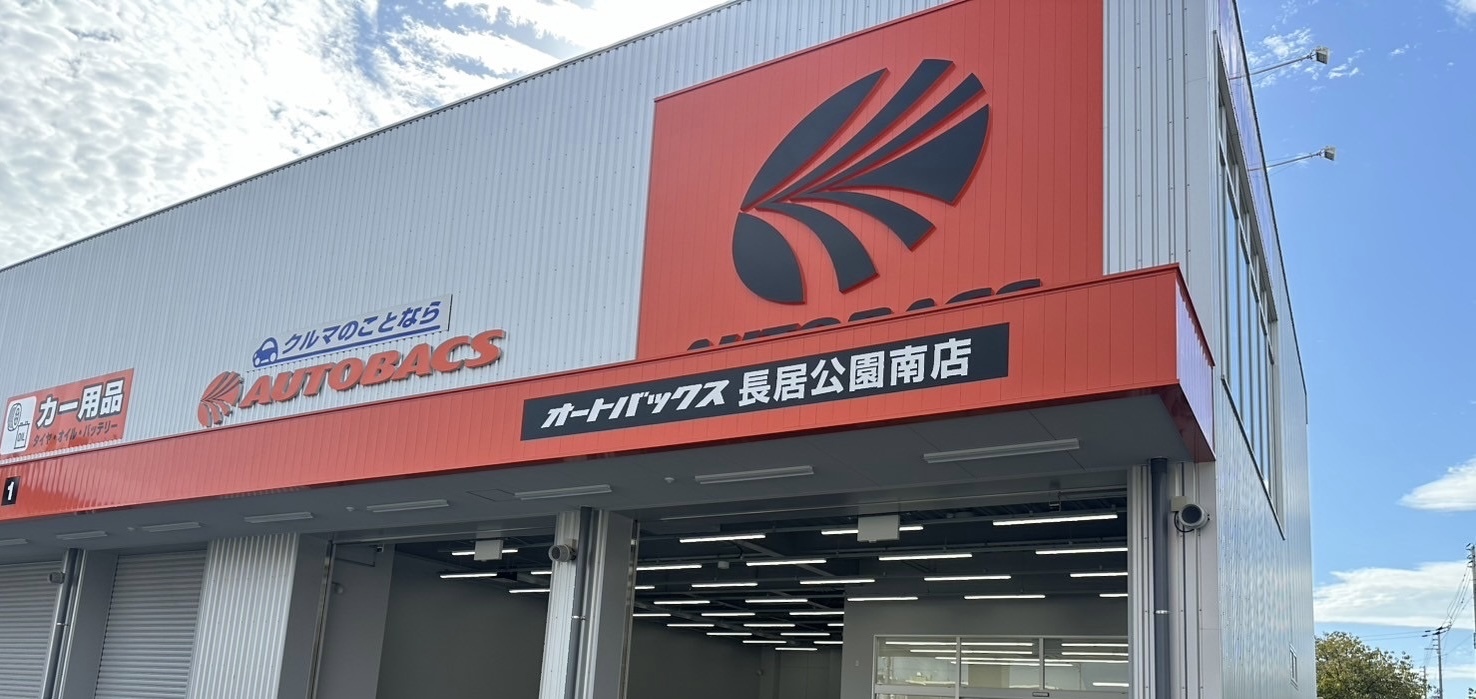 クルマのことなら
AUTOBACS
カー用品
タイヤ・オイル・バッテリー
OIL
1
AUTOBACS
オートバックス 長居公園南店